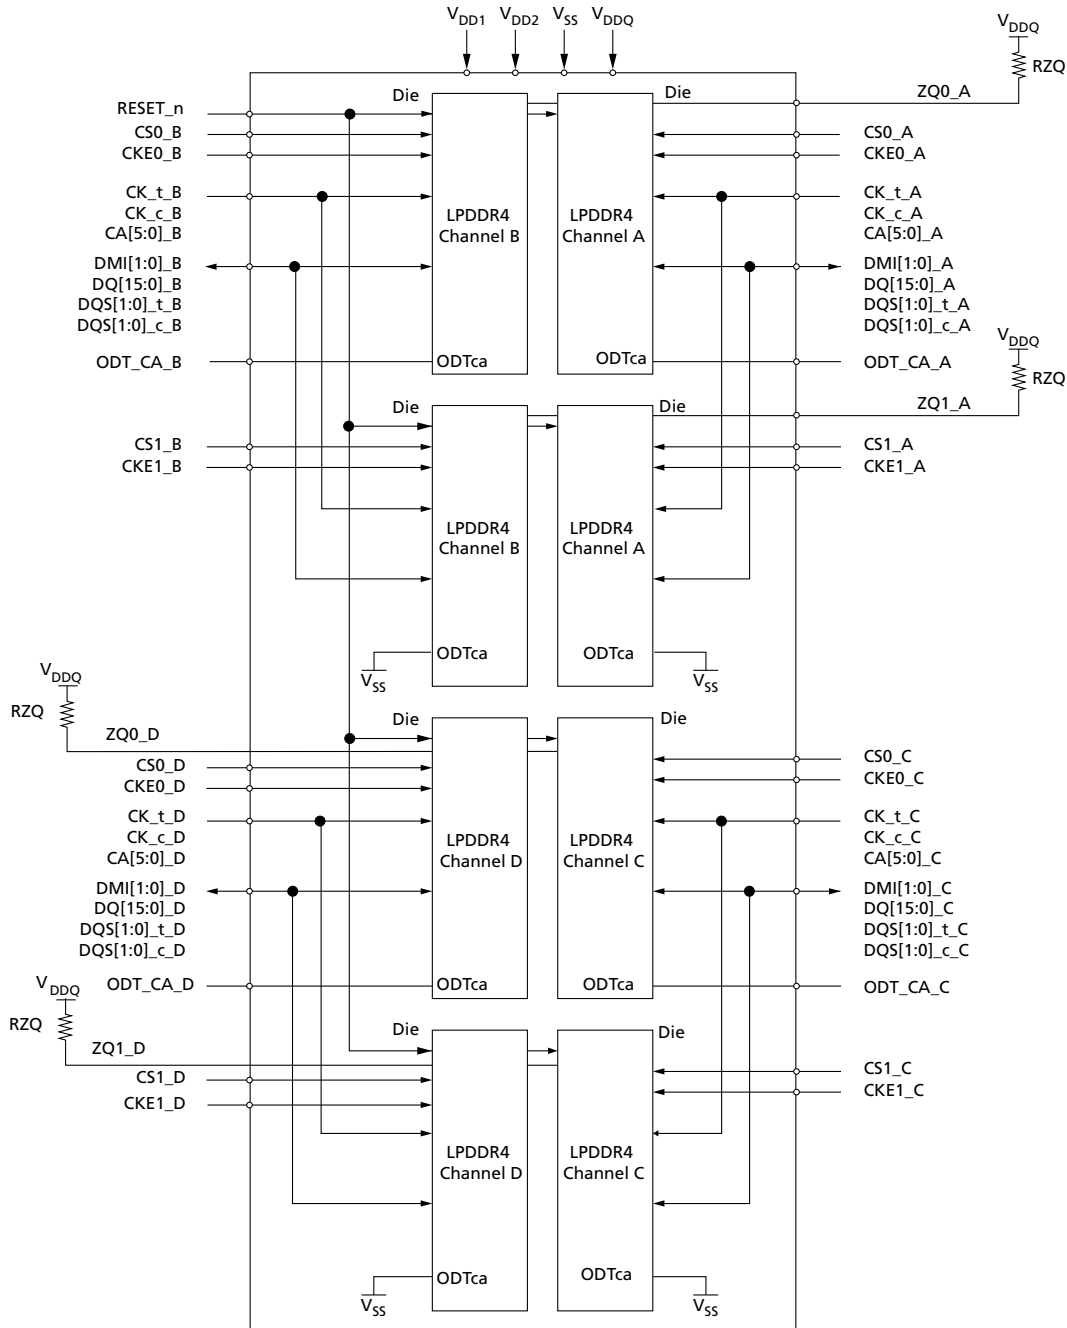 VDD1 VDD2 VSS VDDQ
VDDQ
RZQ
ZQ0_A
Die
Die
RESET_n
CS0_B
CKE0_B
CK_t_B
CK_c_B
CA[5:0]_B
DMI[1:0]_B
DQ[15:0]_B
DQS[1:0]_t_B
DQS[1:0]_c_B
ODT_CA_B
LPDDR4
Channel B
ODTca
LPDDR4
Channel A
ODTca
CS0_A
CKE0_A
CK_t_A
CK_c_A
CA[5:0]_A
DMI[1:0]_A
DQ[15:0]_A
DQS[1:0]_t_A
DQS[1:0]_c_A
ODT_CA_A
VDDQ
RZQ
ZQ1_A
Die
Die
CS1_B
CKE1_B
LPDDR4
Channel B
ODTca
VSS
LPDDR4
Channel A
ODTca
VSS
CS1_A
CKE1_A
VDDQ
RZQ
ZQ0_D
Die
Die
CS0_D
CKE0_D
CK_t_D
CK_c_D
CA[5:0]_D
DMI[1:0]_D
DQ[15:0]_D
DQS[1:0]_t_D
DQS[1:0]_c_D
ODT_CA_D
LPDDR4
Channel D
ODTca
LPDDR4
Channel C
ODTca
CS0_C
CKE0_C
CK_t_C
CK_c_C
CA[5:0]_C
DMI[1:0]_C
DQ[15:0]_C
DQS[1:0]_t_C
DQS[1:0]_c_C
ODT_CA_C
VDDQ
RZQ
ZQ1_D
Die
Die
CS1_D
CKE1_D
LPDDR4
Channel D
ODTca
VSS
LPDDR4
Channel C
ODTca
VSS
CS1_C
CKE1_C